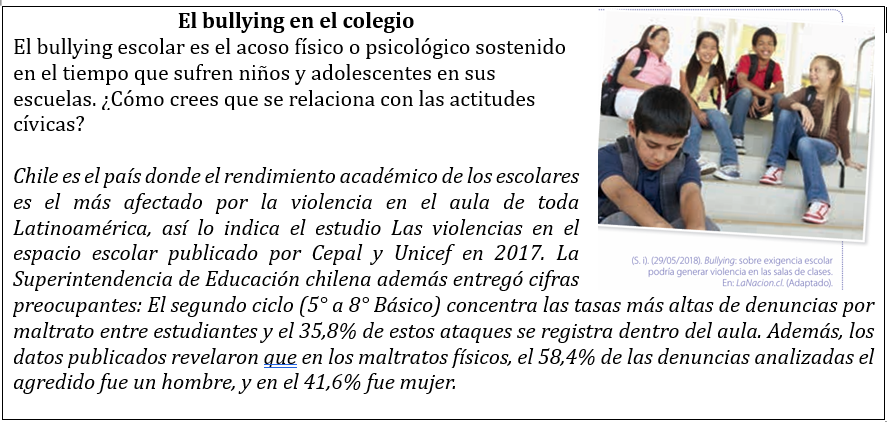 El bullying en el colegio
El bullying escolar es el acoso físico o psicológico sostenido
en el tiempo que sufren niños y adolescentes en sus
escuelas. ¿Cómo crees que se relaciona con las actitudes
cívicas?
Chile es el país donde el rendimiento académico de los escolares
es el más afectado por la violencia en el aula de toda
Latinoamérica, así lo indica el estudio Las violencias en el
espacio escolar publicado por Cepal y Unicef en 2017. La
Superintendencia de Educación chilena además entregó cifras
preocupantes: El segundo ciclo (5° a 8° Básico) concentra las tasas más altas de denuncias por
maltrato entre estudiantes y el 35,8% de estos ataques se registra dentro del aula. Además, los
datos publicados revelaron que en los maltratos físicos, el 58,4% de las denuncias analizadas el
agredido fue un hombre, y en el 41,6% fue mujer.
(S. i). (29/05/2018). Bullying: sobre exigencia escolar
podría generar violencia en las salas de clases.
En: LaNacion.cl. (Adaptado).